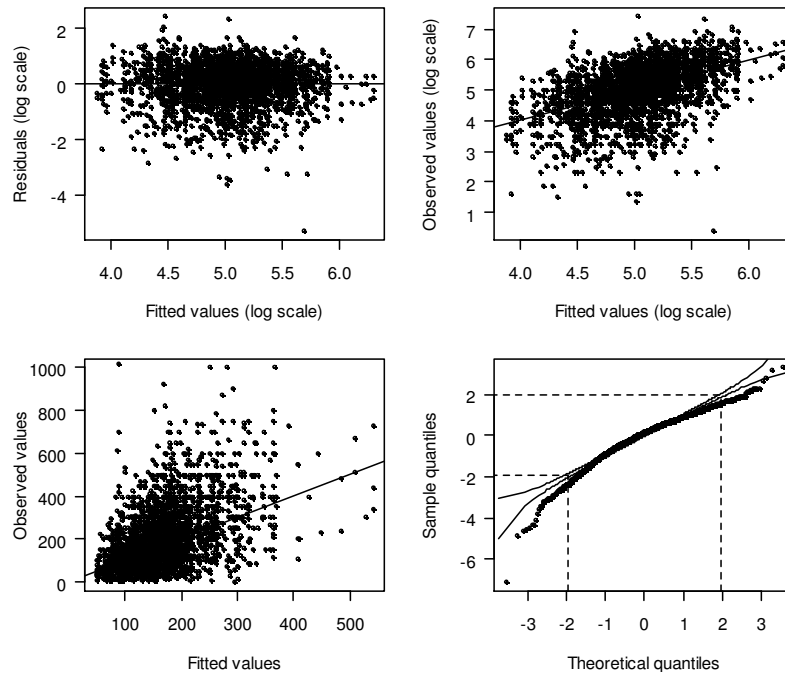 2
0
-2
-4
Residuals (log scale)
4.0 4.5 5.0 5.5 6.0
Fitted values (log scale)
7
6
5
4
3
2
1
Observed values (log scale)
4.0 4.5 5.0 5.5 6.0
Fitted values (log scale)
1000
800
600
400
200
0
Observed values
100 200 300 400 500
Fitted values
2
0
-2
-4
-6
Sample quantiles
-3 -2 -1 0 1 2 3
Theoretical quantiles